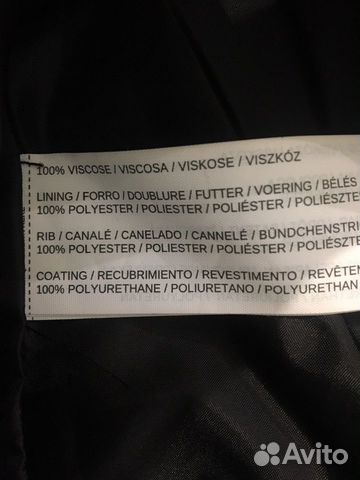 100% VISCOSE / VISCOSA / VISKOSE / VISZKÓZ
LINING / FORRO / DOUBLURE / FUTTER / VOERING / BÉLÉS
100% POLYESTER / POLIESTER / POLIÉSTER / POLIÉSZTE
RIB / CANALÉ / CANELADO / CANNELÉ / BÜNDCHENSTRI
100% POLYESTER / POLIESTER / POLIÉSTER / POLIÉSZTE
COATING / RECUBRIMIENTO / REVESTIMENTO / REVÊTE
100% POLYURETHANE / POLIURETANO / POLYURETHAN /
Avito